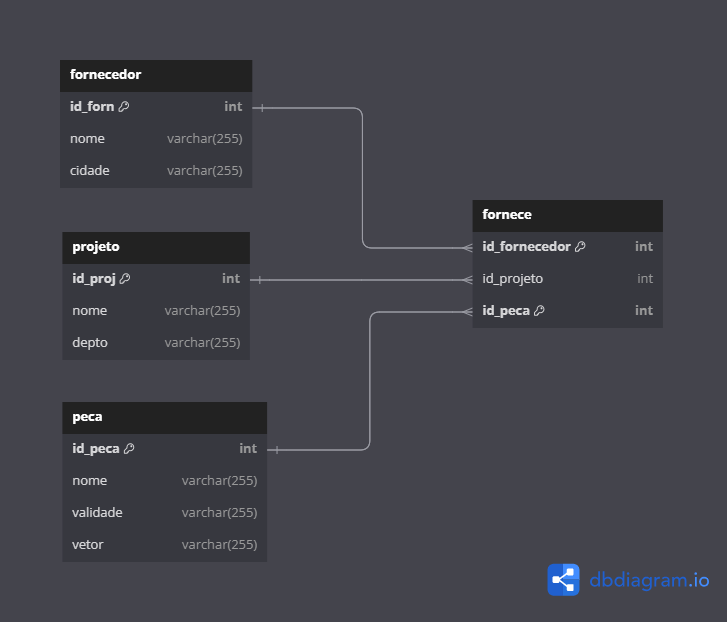 fornecedor
id_forn int
nome varchar(255)
cidade varchar(255)
projeto
id_proj int
nome varchar(255)
depto varchar(255)
peca
id_peca int
nome varchar(255)
validade varchar(255)
vetor varchar(255)
fornece
id_fornecedor int
id_projeto int
id_peca int
dbdiagram.io